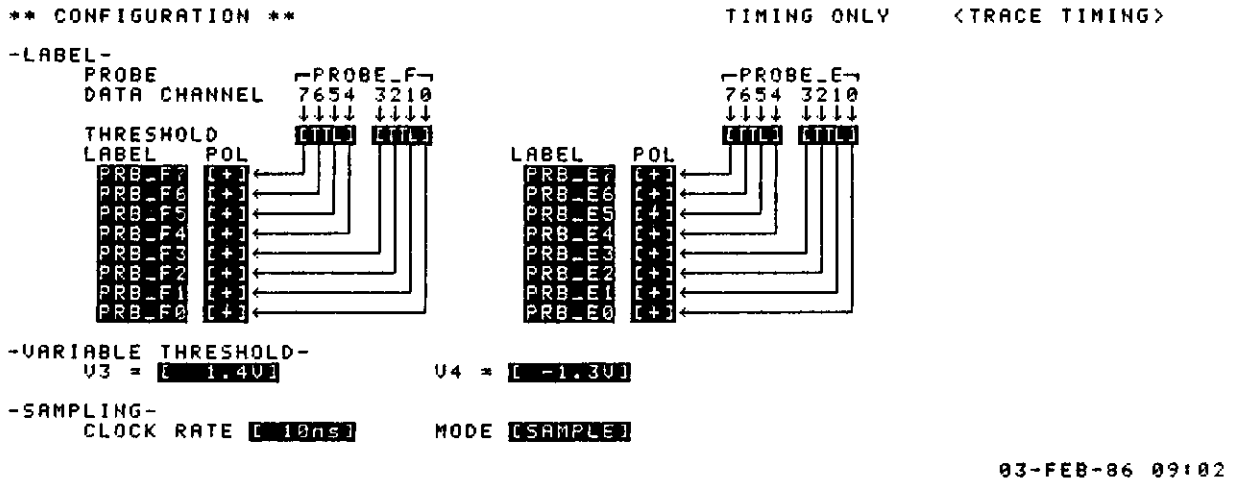 ** CONFIGURATION ** TIMING ONLY <TRACE TIMING>
-LABEL-
PROBE PROBE_F PROBE_E
DATA CHANNEL 7654 3210 7654 3210
THRESHOLD [TTL] [TTL] [TTL] [TTL]
LABEL POL LABEL POL
PRB_F7 [+] PRB_E7 [+]
PRB_F6 [+] PRB_E6 [+]
PRB_F5 [+] PRB_E5 [+]
PRB_F4 [+] PRB_E4 [+]
PRB_F3 [+] PRB_E3 [+]
PRB_F2 [+] PRB_E2 [+]
PRB_F1 [+] PRB_E1 [+]
PRB_F0 [+] PRB_E0 [+]
-VARIABLE THRESHOLD-
V3 = [ 1.4V] V4 = [ -1.3V]
-SAMPLING-
CLOCK RATE [ 10ns] MODE [SAMPLE]
03-FEB-86 09:02